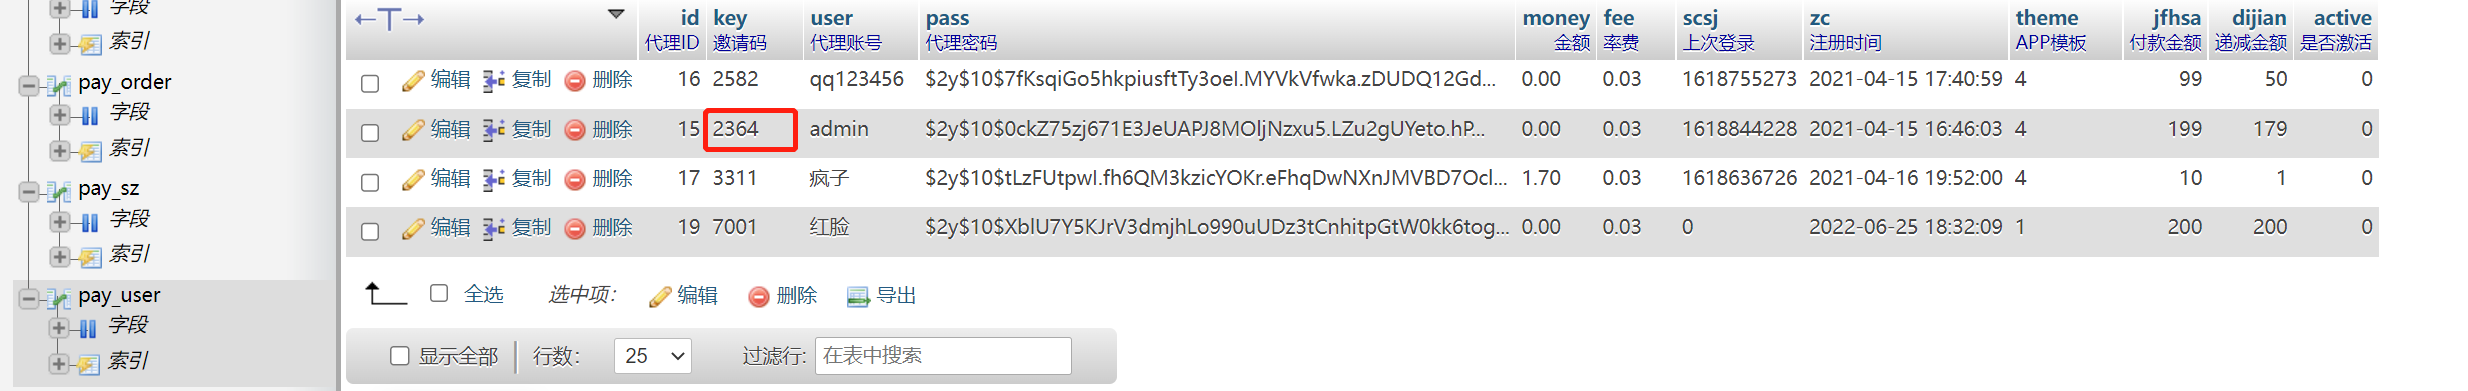 字段
索引
pay_order
字段
索引
pay_sz
字段
索引
pay_user
字段
索引
←T→ id key user pass money fee scsj zc theme jfhsa dijian active
代理ID 邀请码 代理账号 代理密码 金额 率费 上次登录 注册时间 APP模板 付款金额 递减金额 是否激活
编辑 复制 删除 16 2582 qq123456 $2y$10$7fKsqiGo5hkpiusftTy3oeI.MYVkVfwka.zDUDQ12Gd... 0.00 0.03 1618755273 2021-04-15 17:40:59 4 99 50 0
编辑 复制 删除 15 2364 admin $2y$10$0ckZ75zj671E3JeUAPJ8MOljNzxu5.LZu2gUYeto.hP... 1618844228 2021-04-15 16:46:03 4 199 179 0
编辑 复制 删除 17 3311 疯子 $2y$10$tLzFUtpwI.fh6QM3kzicYOKr.eFhqDwNXnJMVBD7Ocl... 1.70 0.03 1618636726 2021-04-16 19:52:00 4 10 1 0
编辑 复制 删除 19 7001 红脸 $2y$10$XblU7Y5KJrV3dmjhLo990uUDz3tCnhitpGtW0kk6tog... 0.00 0.03 0 2022-06-25 18:32:09 1 200 200 0
全选 选中项： 编辑 删除 导出
显示全部 行数： 25 过滤行: 在表中搜索